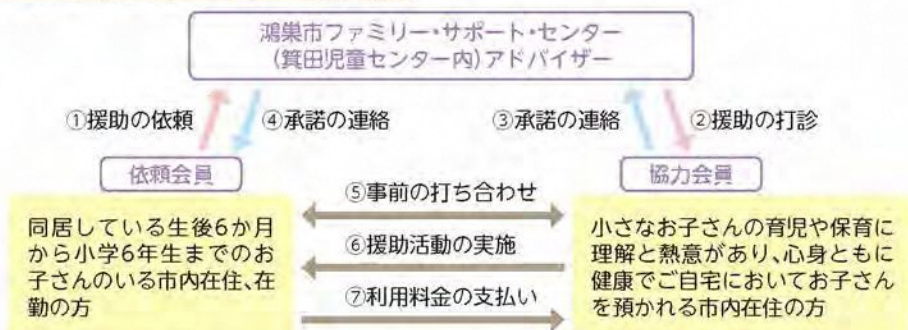 鴻巣市ファミリー・サポート・センター
(箕田児童センター内)アドバイザー
①援助の依頼
④承諾の連絡
③承諾の連絡
②援助の打診
依頼会員
協力会員
同居している生後6か月
から小学6年生までのお
子さんのいる市内在住、在
勤の方
⑤事前の打ち合わせ
⑥援助活動の実施
⑦利用料金の支払い
小さなお子さんの育児や保育に
理解と熱意があり、心身ともに
健康でご自宅においてお子さん
を預かれる市内在住の方